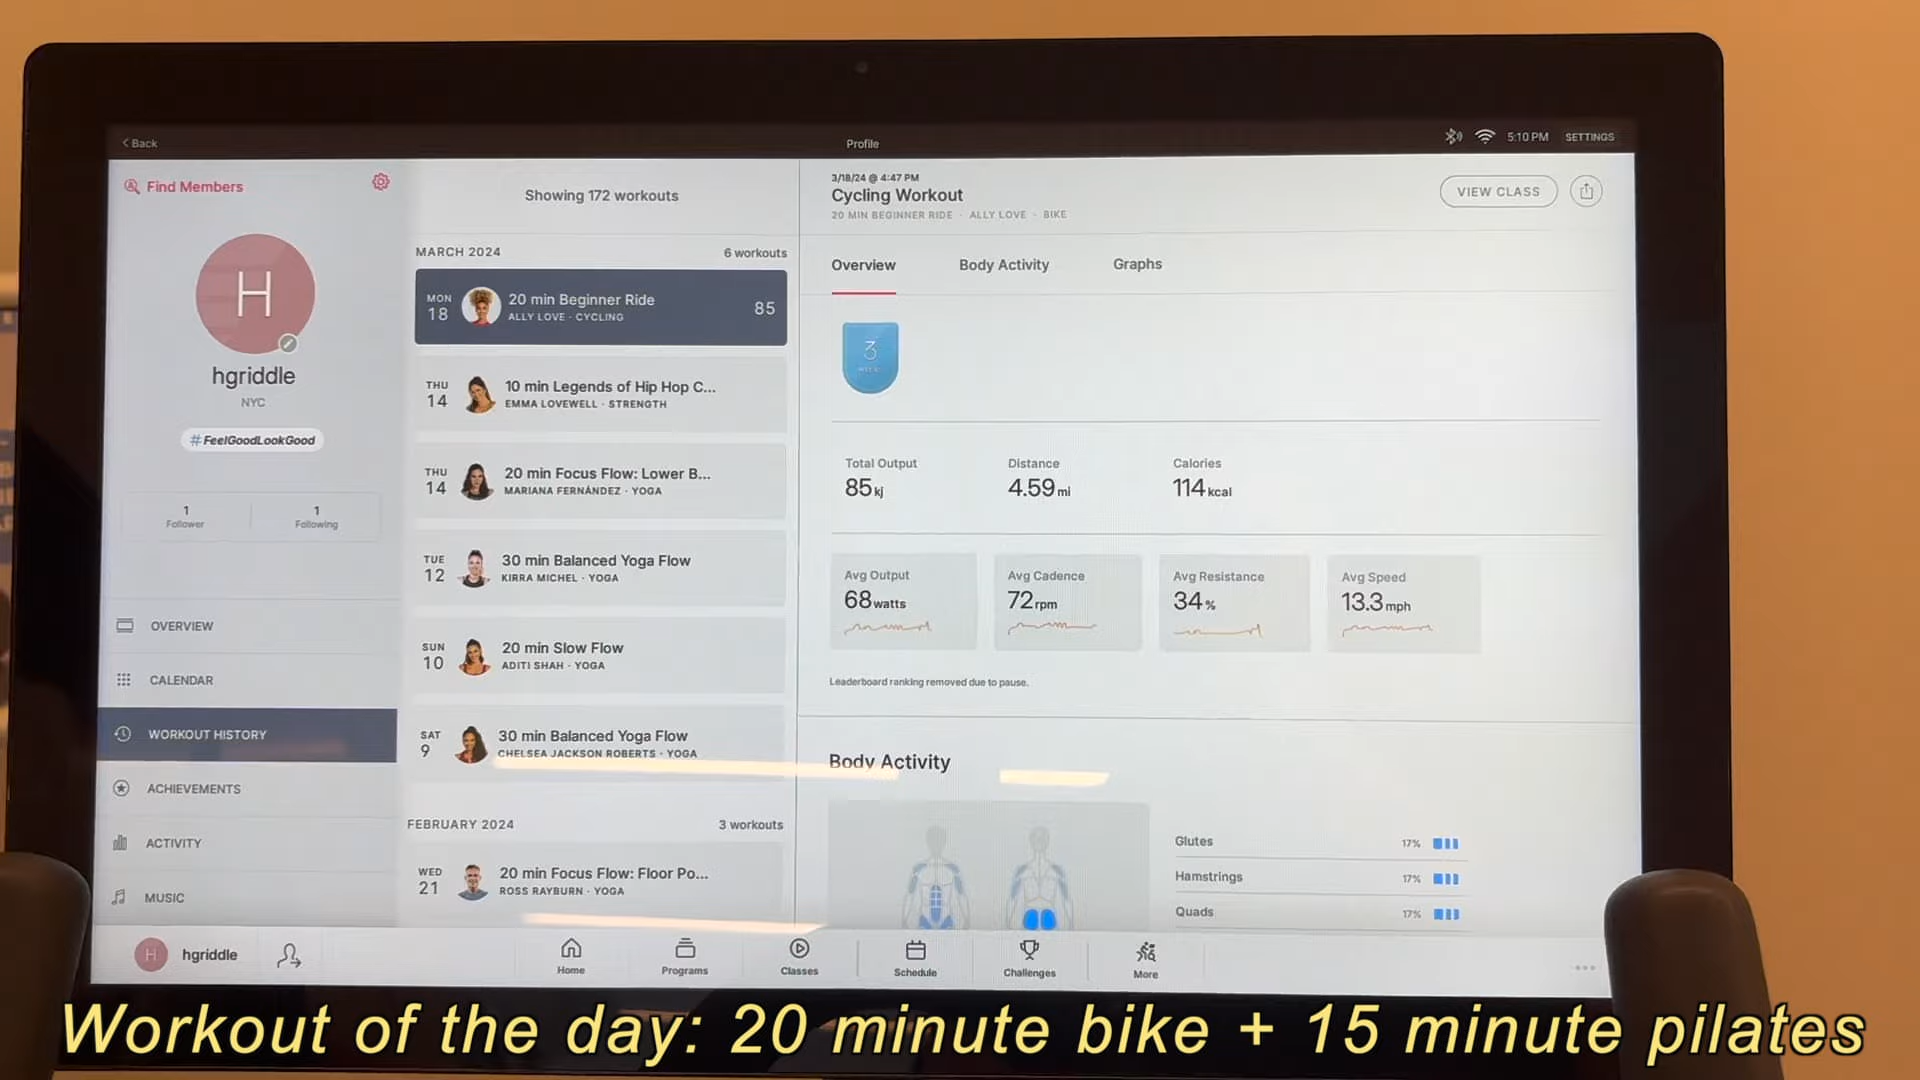 Back
Profile
5:10 PM
SETTINGS
Find Members
H
hgriddle
NYC
#FeelGoodLookGood
1
Follower
1
Following
OVERVIEW
CALENDAR
WORKOUT HISTORY
ACHIEVEMENTS
ACTIVITY
MUSIC
Showing 172 workouts
MARCH 2024
6 workouts
MON
18
20 min Beginner Ride
ALLY LOVE · CYCLING
85
THU
14
10 min Legends of Hip Hop C...
EMMA LOVEWELL · STRENGTH
THU
14
20 min Focus Flow: Lower B...
MARIANA FERNÁNDEZ · YOGA
TUE
12
30 min Balanced Yoga Flow
KIRRA MICHEL · YOGA
SUN
10
20 min Slow Flow
ADITI SHAH · YOGA
SAT
9
30 min Balanced Yoga Flow
CHELSEA JACKSON ROBERTS · YOGA
FEBRUARY 2024
3 workouts
WED
21
20 min Focus Flow: Floor Po...
ROSS RAYBURN · YOGA
3/18/24 @ 4:47 PM
Cycling Workout
20 MIN BEGINNER RIDE · ALLY LOVE · BIKE
VIEW CLASS
Overview
Body Activity
Graphs
3
Total Output
85 kj
Distance
4.59 mi
Calories
114 kcal
Avg Output
68 watts
Avg Cadence
72 rpm
Avg Resistance
34 %
Avg Speed
13.3 mph
Leaderboard ranking removed due to pause.
Body Activity
Glutes 17%
Hamstrings 17%
Quads 17%
H
hgriddle
Home
Programs
Classes
Schedule
Challenges
More
Workout of the day: 20 minute bike + 15 minute pilates